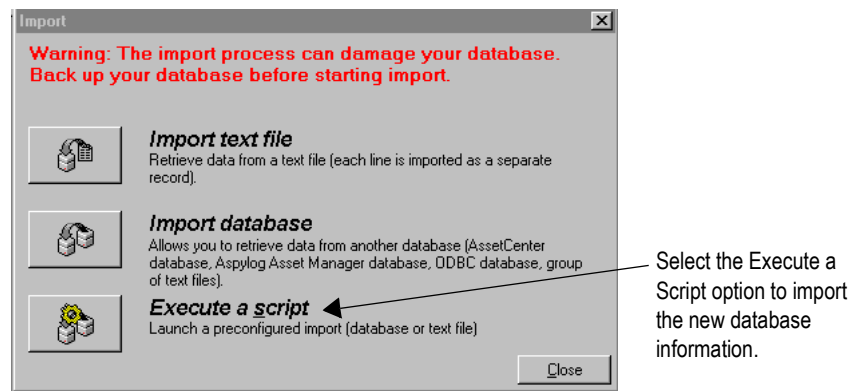 Import
Warning: The import process can damage your database.
Back up your database before starting import.
Import text file
Retrieve data from a text file (each line is imported as a separate
record).
Import database
Allows you to retrieve data from another database (AssetCenter
database, Aspylog Asset Manager database, ODBC database, group
of text files).
Execute a script
Launch a preconfigured import (database or text file)
Select the Execute a
Script option to import
the new database
information.
Close